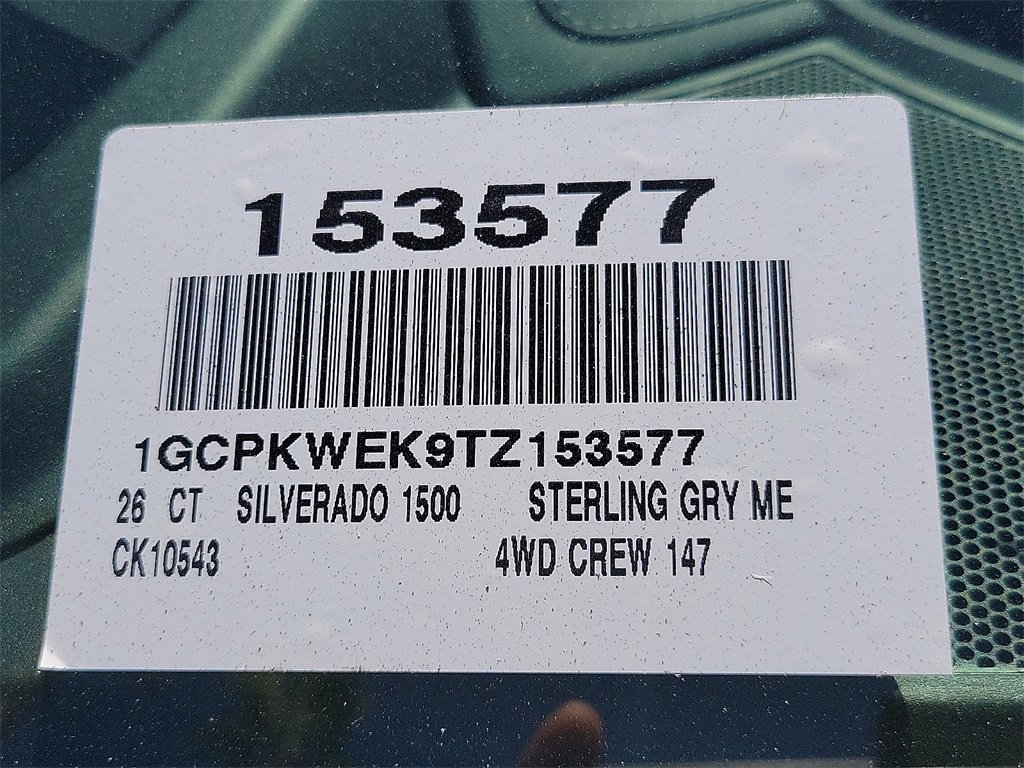 153577
1GCPKWEK9TZ153577
26 CT SILVERADO 1500 STERLING GRY ME
CK10543 4WD CREW 147